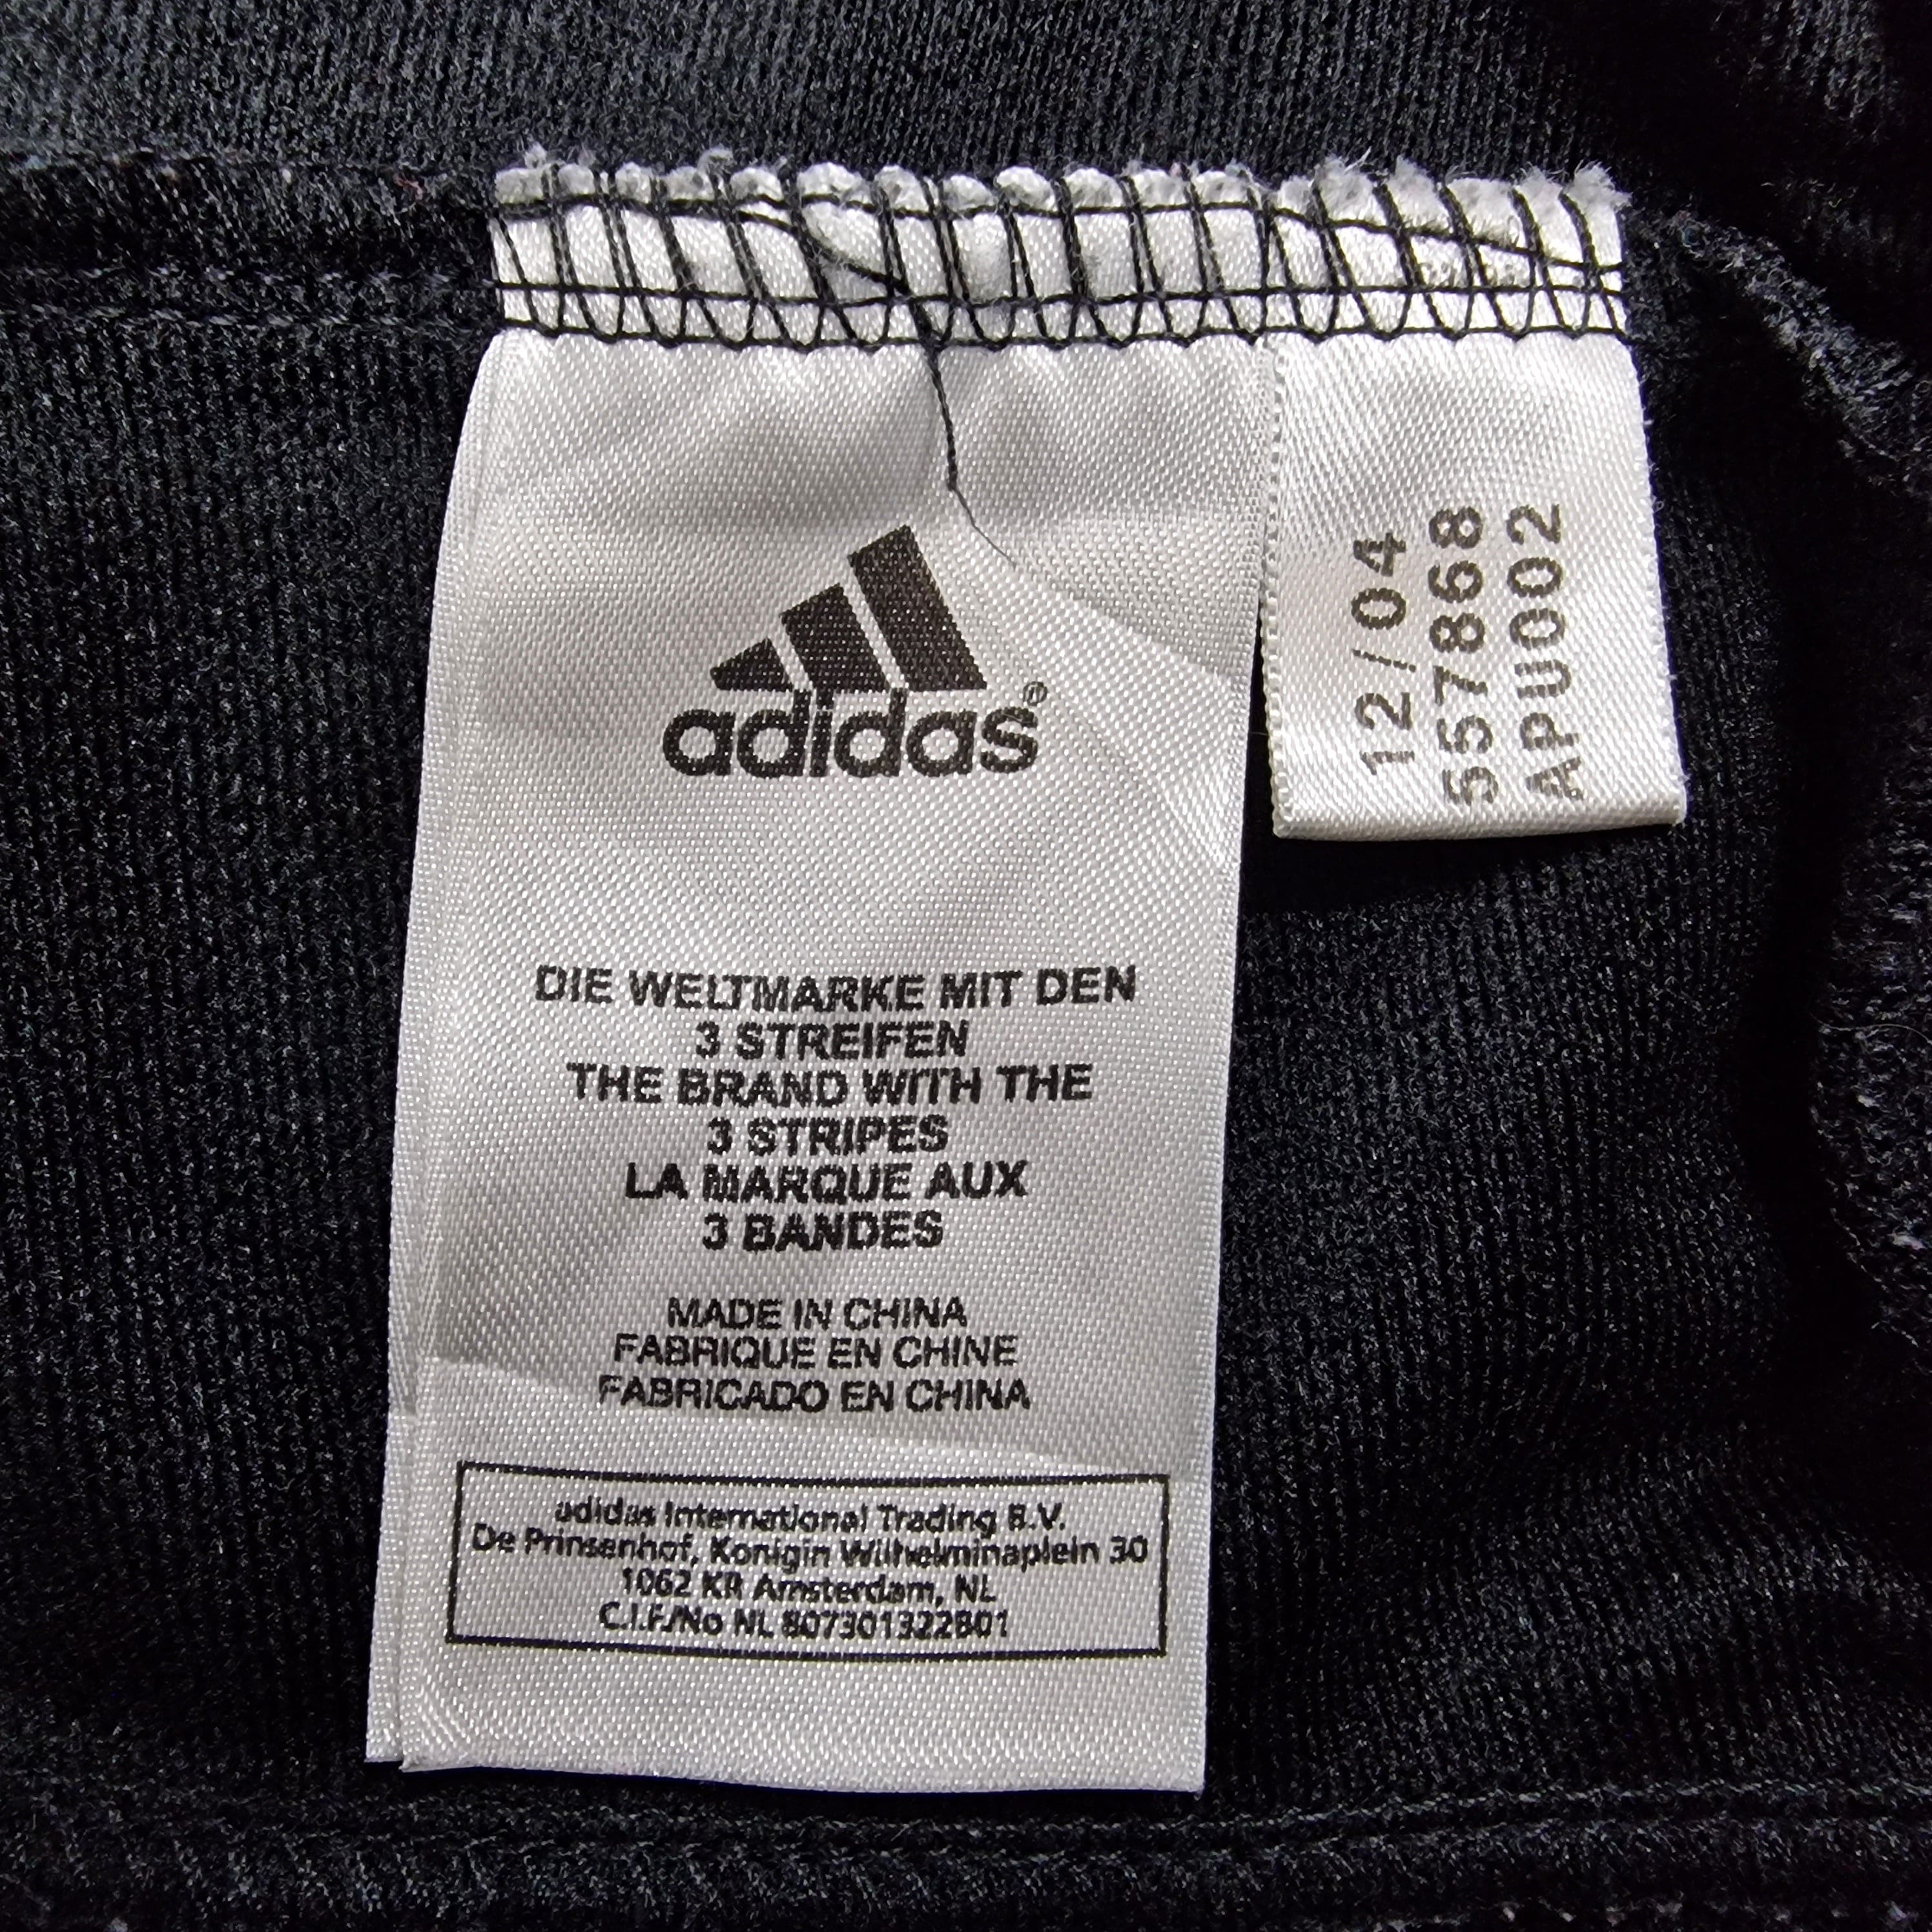 adidas®
DIE WELTMARKE MIT DEN
3 STREIFEN
THE BRAND WITH THE
3 STRIPES
LA MARQUE AUX
3 BANDES
MADE IN CHINA
FABRIQUE EN CHINE
FABRICADO EN CHINA
adidas International Trading B.V.
De Prinsenhof, Konigin Wilhelminaplein 30
1062 KR Amsterdam, NL
C.I.F./No NL 807301322B01
12/04
557868
APU002